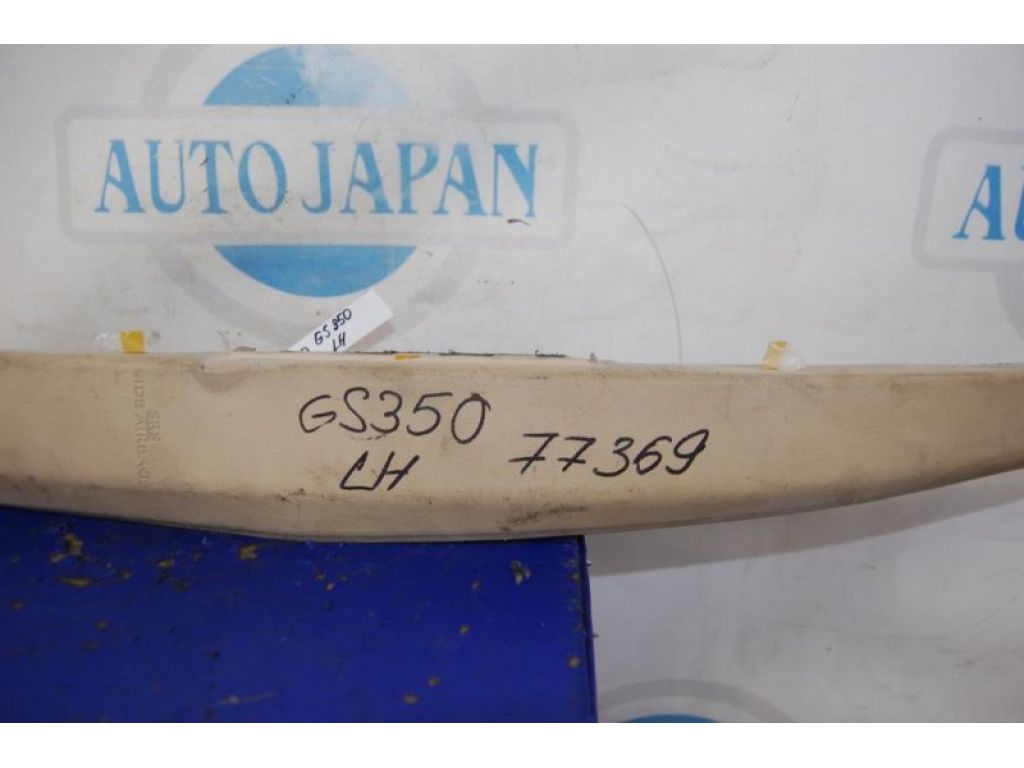 AUTO JAPAN
GS350
LH
SRS
SIDE AIRBAG
GS350
LH
77369